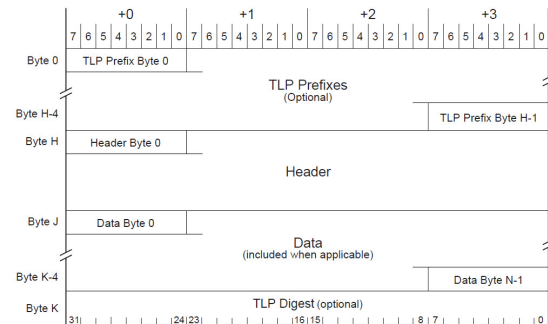 +0 +1 +2 +3
7 6 5 4 3 2 1 0 7 6 5 4 3 2 1 0 7 6 5 4 3 2 1 0 7 6 5 4 3 2 1 0
Byte 0 TLP Prefix Byte 0
TLP Prefixes
(Optional)
Byte H-4 TLP Prefix Byte H-1
Byte H Header Byte 0
Header
Byte J Data Byte 0
Data
(included when applicable)
Byte K-4 Data Byte N-1
Byte K TLP Digest (optional)
31 24 23 16 15 8 7 0